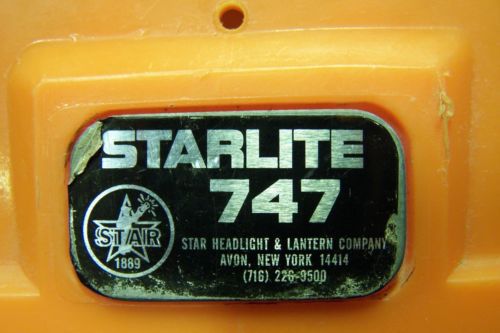 STARLITE
747
STAR
1889
STAR HEADLIGHT & LANTERN COMPANY
AVON, NEW YORK 14414
(716) 226-9500